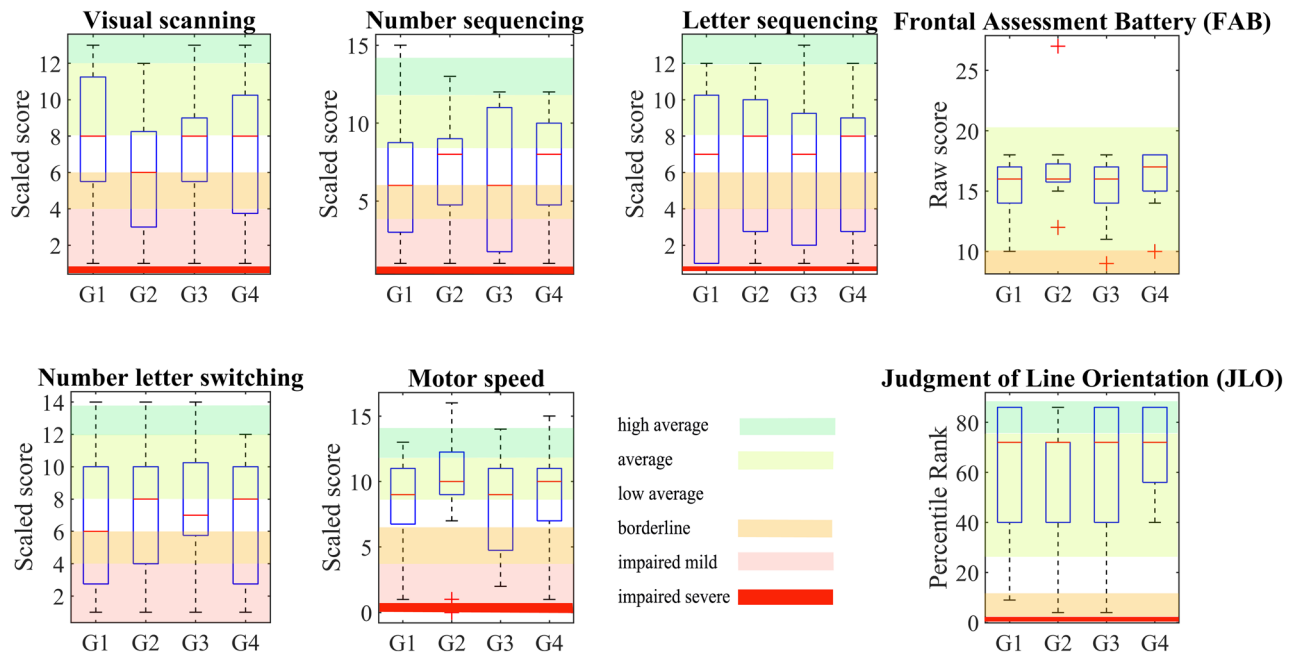 Visual scanning
Scaled score
12
10
8
6
4
2
G1 G2 G3 G4
Number sequencing
Scaled score
15
10
5
G1 G2 G3 G4
Letter sequencing
Scaled score
12
10
8
6
4
2
G1 G2 G3 G4
Frontal Assessment Battery (FAB)
Raw score
25
20
15
10
G1 G2 G3 G4
Number letter switching
Scaled score
14
12
10
8
6
4
2
G1 G2 G3 G4
Motor speed
Scaled score
15
10
5
0
G1 G2 G3 G4
high average
average
low average
borderline
impaired mild
impaired severe
Judgment of Line Orientation (JLO)
Percentile Rank
80
60
40
20
0
G1 G2 G3 G4